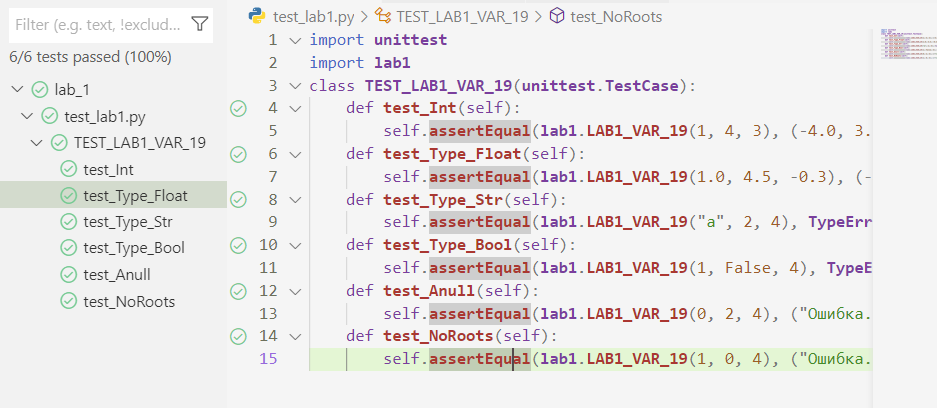 Filter (e.g. text, !exclud...
6/6 tests passed (100%)
lab_1
test_lab1.py
TEST_LAB1_VAR_19
test_Int
test_Type_Float
test_Type_Str
test_Type_Bool
test_Anull
test_NoRoots
test_lab1.py > TEST_LAB1_VAR_19 > test_NoRoots
1 import unittest
2 import lab1
3 class TEST_LAB1_VAR_19(unittest.TestCase):
4 def test_Int(self):
5 self.assertEqual(lab1.LAB1_VAR_19(1, 4, 3), (-4.0, 3.
6 def test_Type_Float(self):
7 self.assertEqual(lab1.LAB1_VAR_19(1.0, 4.5, -0.3), (-
8 def test_Type_Str(self):
9 self.assertEqual(lab1.LAB1_VAR_19("a", 2, 4), TypeErr
10 def test_Type_Bool(self):
11 self.assertEqual(lab1.LAB1_VAR_19(1, False, 4), TypeE
12 def test_Anull(self):
13 self.assertEqual(lab1.LAB1_VAR_19(0, 2, 4), ("Ошибка.
14 def test_NoRoots(self):
15 self.assertEqual(lab1.LAB1_VAR_19(1, 0, 4), ("Ошибка.